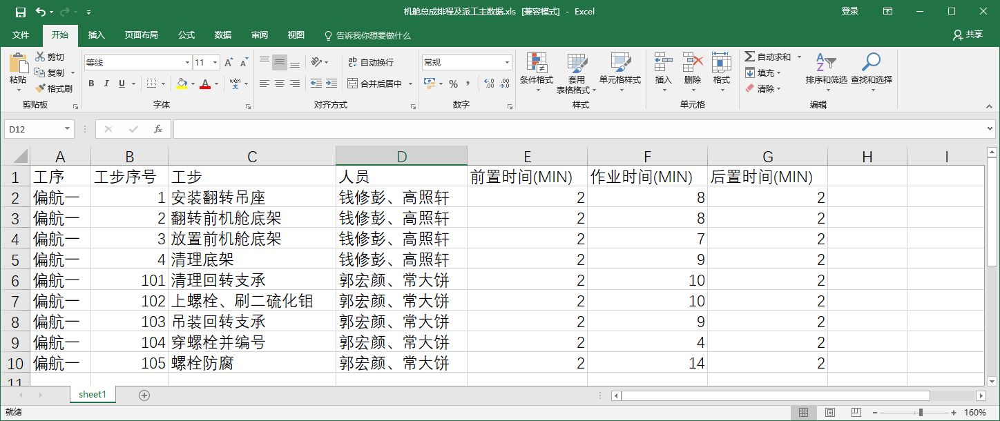 机舱总成排程及派工主数据.xls [兼容模式] - Excel 登录
文件 开始 插入 页面布局 公式 数据 审阅 视图 告诉我你想要做什么 共享
剪切
复制
格式刷
粘贴
剪贴板
等线 11
B I U wén 文
字体
自动换行
合并后居中
对齐方式
常规
% , .00 .0
数字
条件格式 套用 表格格式 单元格样式
样式
插入 删除 格式
单元格
自动求和
填充
清除
排序和筛选 查找和选择
编辑
D12 fx
A B C D E F G H I
1 工序 工步序号 工步 人员 前置时间(MIN) 作业时间(MIN) 后置时间(MIN)
2 偏航一 1 安装翻转吊座 钱修彭、高照轩 2 8 2
3 偏航一 2 翻转前机舱底架 钱修彭、高照轩 2 8 2
4 偏航一 3 放置前机舱底架 钱修彭、高照轩 2 7 2
5 偏航一 4 清理底架 钱修彭、高照轩 2 9 2
6 偏航一 101 清理回转支承 郭宏颜、常大饼 2 10 2
7 偏航一 102 上螺栓、刷二硫化钼 郭宏颜、常大饼 2 10 2
8 偏航一 103 吊装回转支承 郭宏颜、常大饼 2 9 2
9 偏航一 104 穿螺栓并编号 郭宏颜、常大饼 2 4 2
10 偏航一 105 螺栓防腐 郭宏颜、常大饼 2 14 2
11
sheet1
就绪 160%